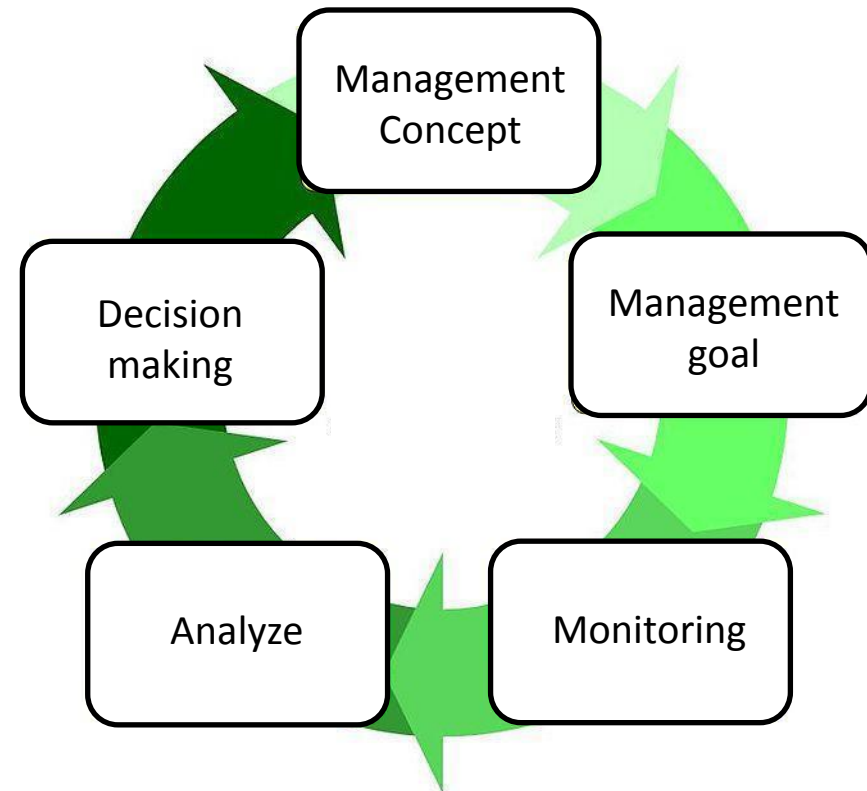 Management
Concept
Management
goal
Monitoring
Analyze
Decision
making